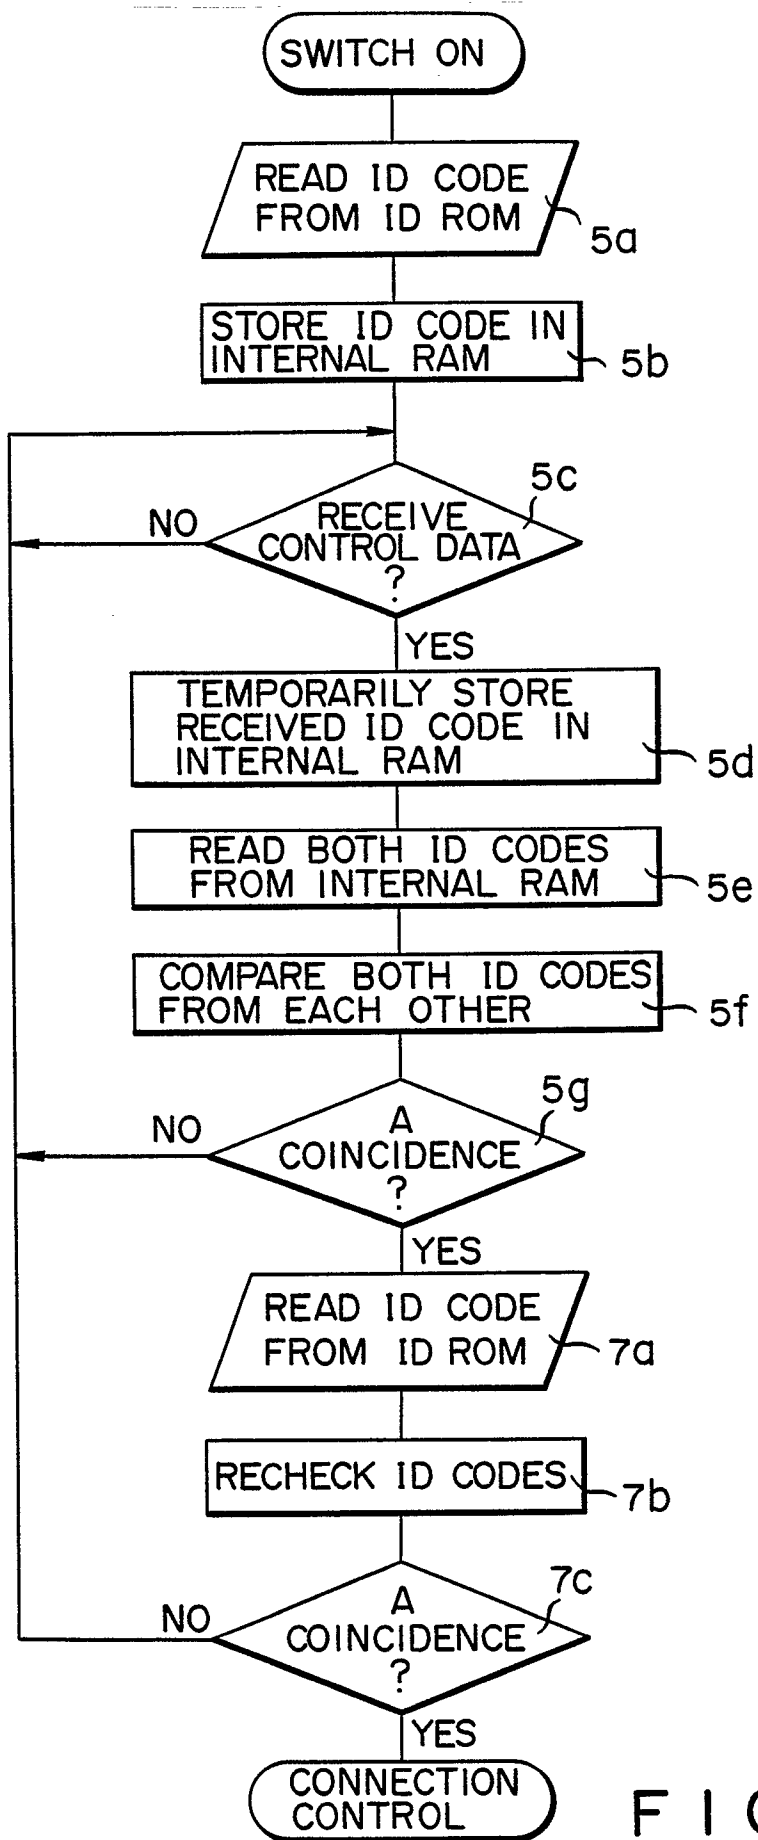 SWITCH ON
READ ID CODE
FROM ID ROM
5a
STORE ID CODE IN
INTERNAL RAM
5b
5c
NO
RECEIVE
CONTROL DATA
?
YES
TEMPORARILY STORE
RECEIVED ID CODE IN
INTERNAL RAM
5d
READ BOTH ID CODES
FROM INTERNAL RAM
5e
COMPARE BOTH ID CODES
FROM EACH OTHER
5f
5g
NO
A
COINCIDENCE
?
YES
READ ID CODE
FROM ID ROM
7a
RECHECK ID CODES
7b
7c
NO
A
COINCIDENCE
?
YES
CONNECTION
CONTROL